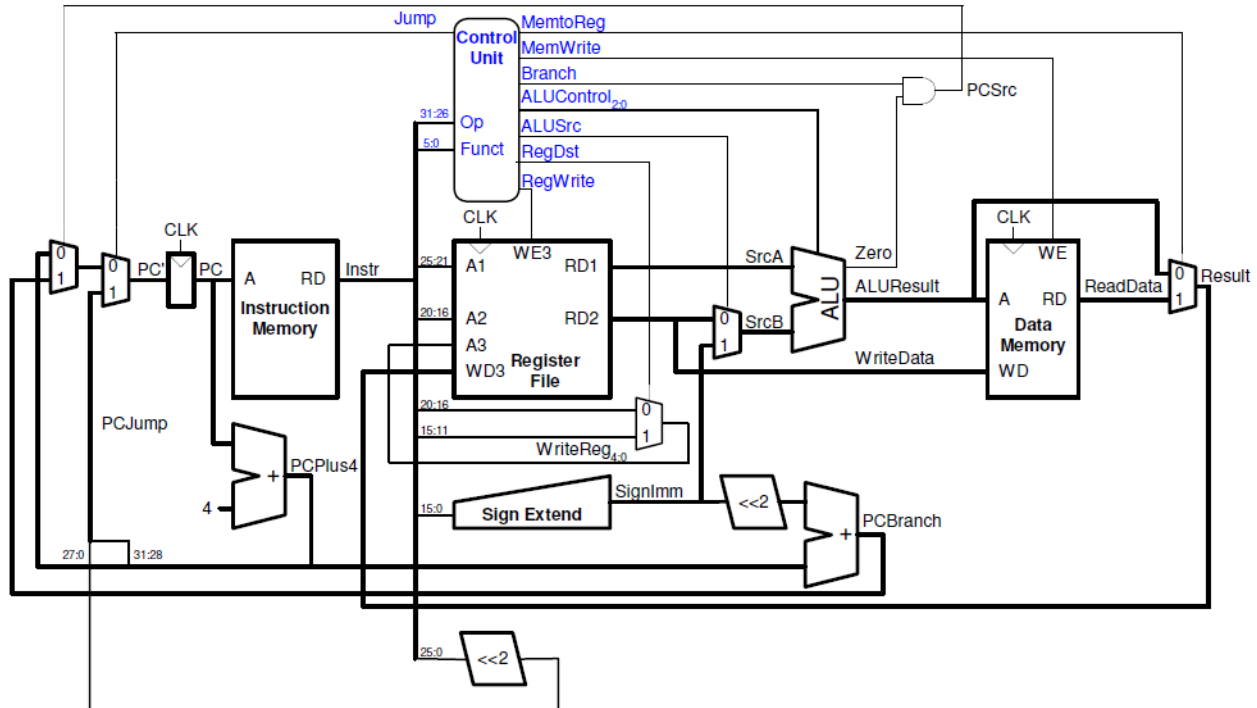 Jump
Control
Unit
MemtoReg
MemWrite
Branch
PCSrc
ALUControl2:0
31:26
Op
ALUSrc
5:0
Funct
RegDst
RegWrite
CLK
CLK
CLK
0
1
0
1
PC'
PC
A
RD
Instruction
Memory
Instr
25:21
A1
WE3
RD1
SrcA
Zero
WE
0
1
Result
20:16
A2
RD2
0
1
SrcB
ALU
ALUResult
A
RD
ReadData
Data
Memory
A3
WD3
Register
File
WriteData
WD
PCJump
20:16
0
15:11
1
WriteReg4:0
PCPlus4
+
4
SignImm
<<2
15:0
Sign Extend
+
PCBranch
27:0
31:28
25:0
<<2